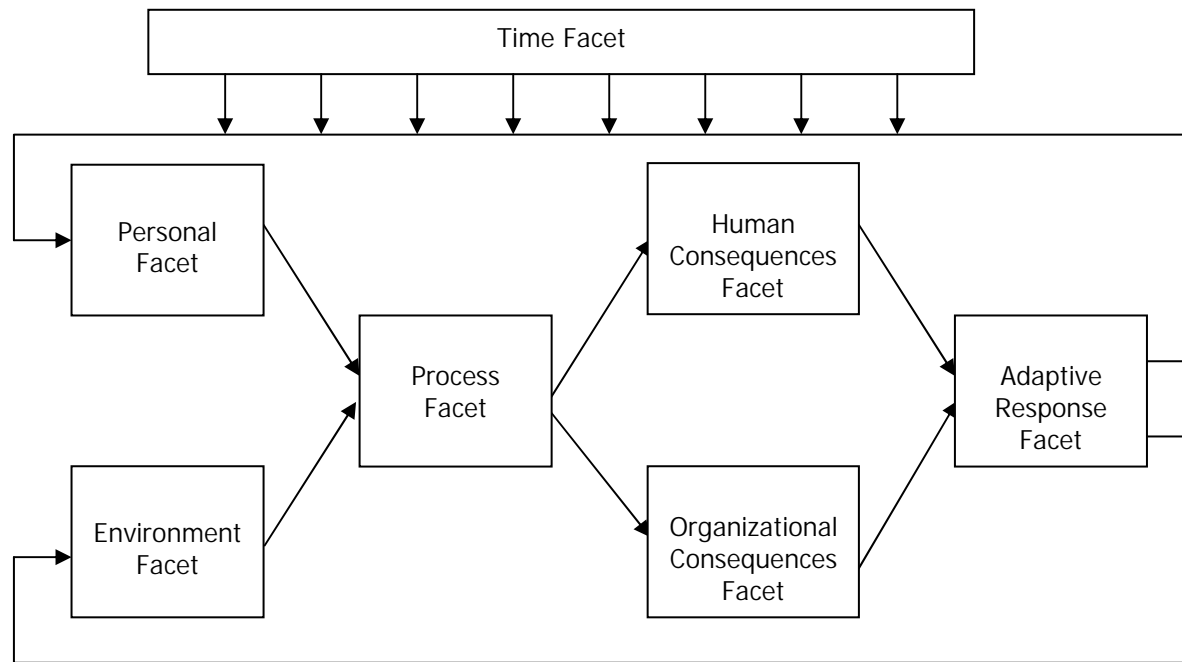 Time Facet
Personal
Facet
Environment
Facet
Process
Facet
Human
Consequences
Facet
Organizational
Consequences
Facet
Adaptive
Response
Facet